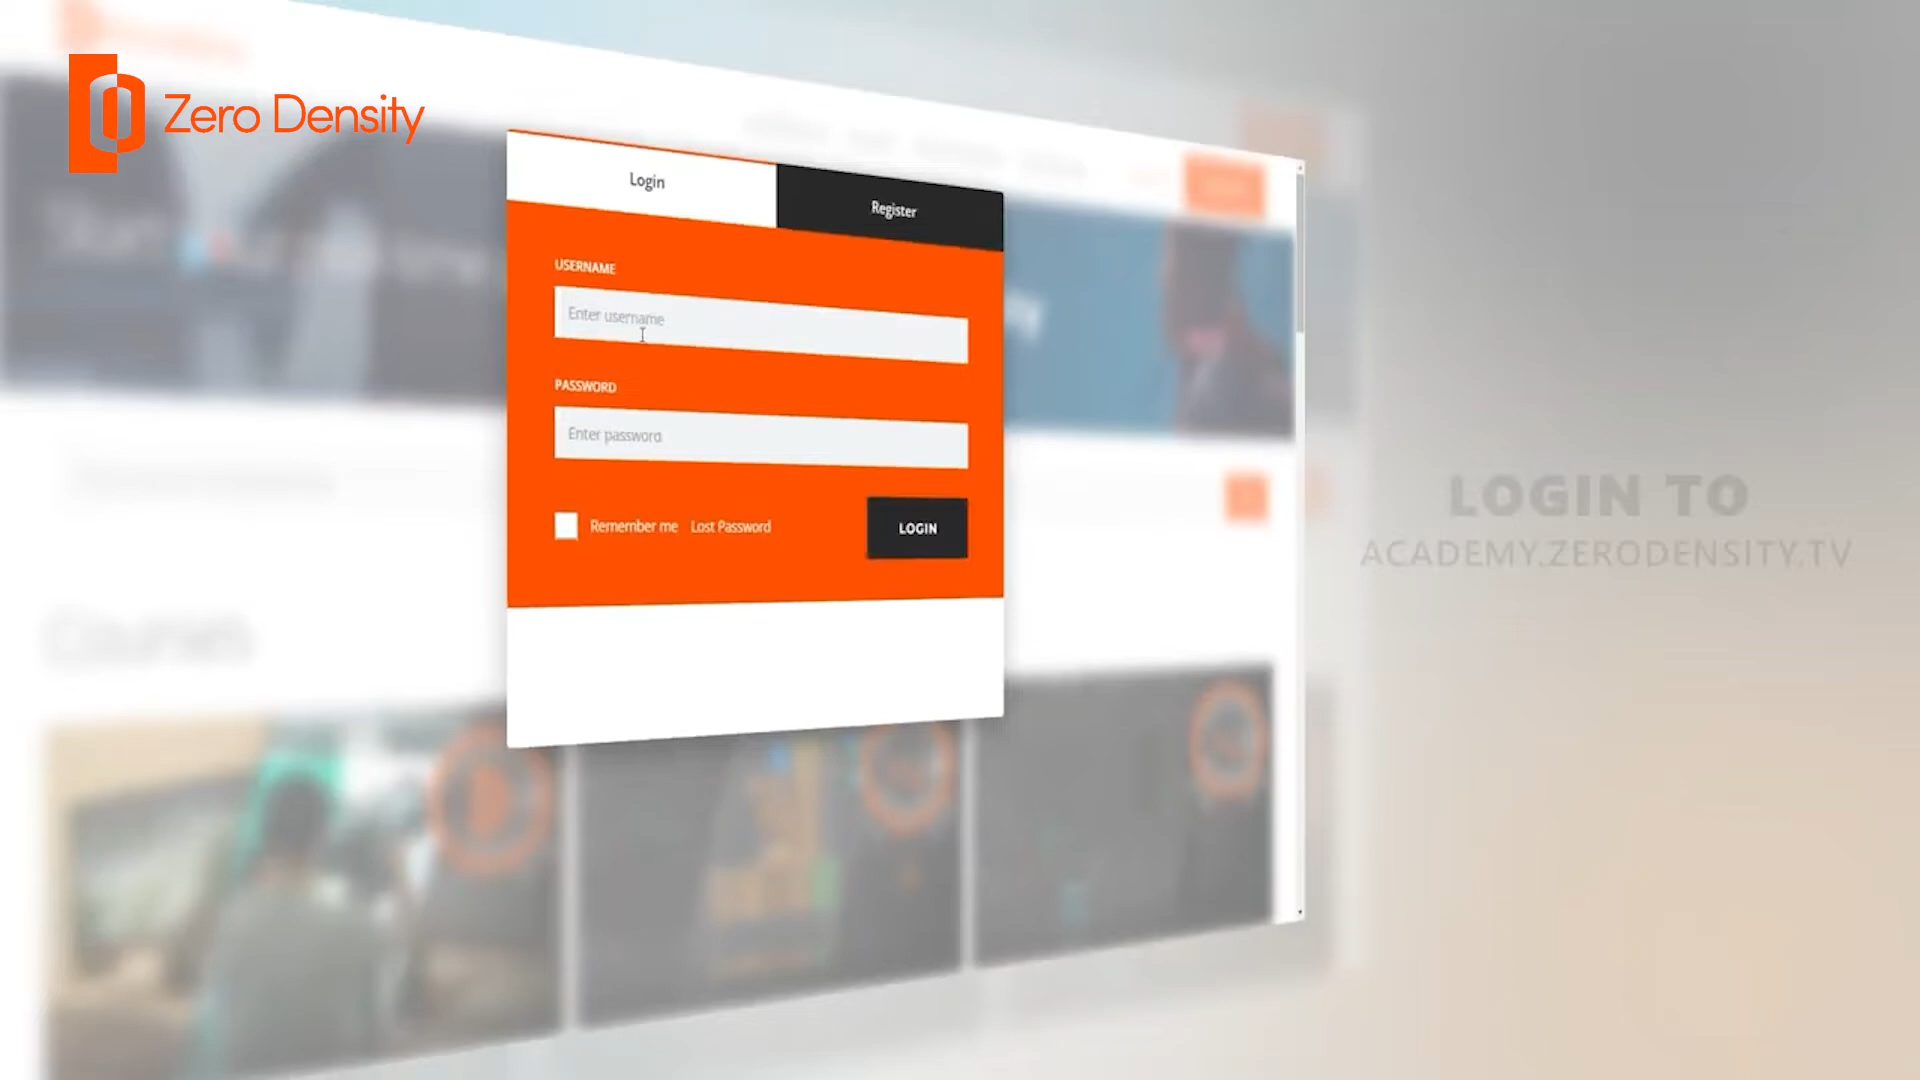 Zero Density
Login
Register
USERNAME
Enter username
PASSWORD
Enter password
Remember me
Lost Password
LOGIN
LOGIN TO
ACADEMY.ZERODENSITY.TV
Courses